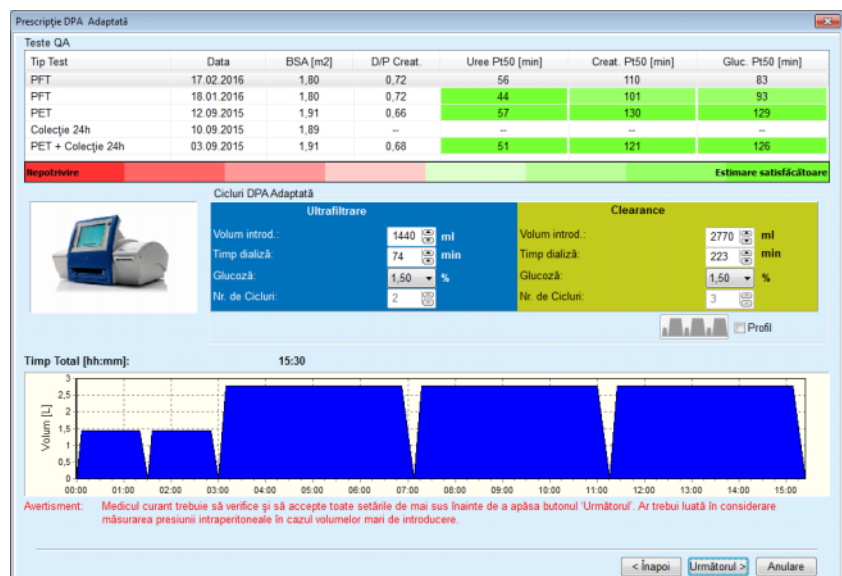 Prescripţie DPA Adaptată
Teste QA
Tip Test Data BSA [m2] D/P Creat. Uree Pt50 [min] Creat. Pt50 [min] Gluc. Pt50 [min]
PFT 17.02.2016 1,80 0,72 56 110 83
PFT 18.01.2016 1,80 0,72 44 101 93
PET 12.09.2015 1,91 0,66 57 130 129
Colecţie 24h 10.09.2015 1,89 -- -- -- --
PET + Colecţie 24h 03.09.2015 1,91 0,68 51 121 126
Nepotrivire Estimare satisfăcătoare
Cicluri DPA Adaptată
Ultrafiltrare Clearance
Volum introd.: 1440 ml Volum introd.: 2770 ml
Timp dializă: 74 min Timp dializă: 223 min
Glucoză: 1,50 % Glucoză: 1,50 %
Nr. de Cicluri: 2 Nr. de Cicluri: 3
Profil
Timp Total [hh:mm]: 15:30
3
2,5
2
1,5
1
0,5
0
Volum [L]
00:00 01:00 02:00 03:00 04:00 05:00 06:00 07:00 08:00 09:00 10:00 11:00 12:00 13:00 14:00 15:00
Avertisment: Medicul curant trebuie să verifice şi să accepte toate setările de mai sus înainte de a apăsa butonul 'Următorul'. Ar trebui luată în considerare
măsurarea presiunii intraperitoneale în cazul volumelor mari de introducere.
< Înapoi Următorul > Anulare